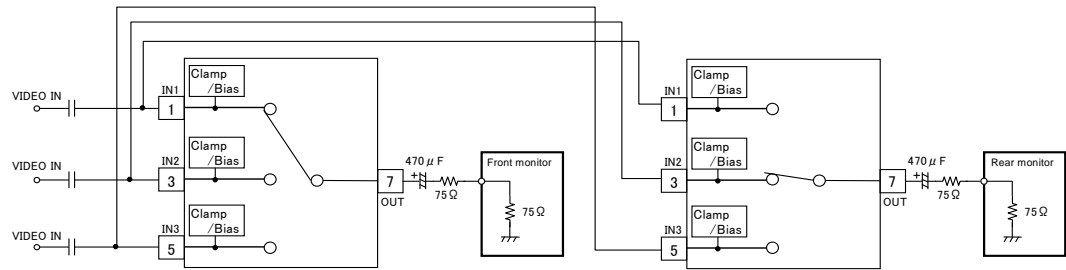 VIDEO IN
VIDEO IN
VIDEO IN
IN1
1
Clamp
/Bias
IN2
3
Clamp
/Bias
IN3
5
Clamp
/Bias
7
OUT
470 μ F
+
75Ω
Front monitor
75Ω
IN1
1
Clamp
/Bias
IN2
3
Clamp
/Bias
IN3
5
Clamp
/Bias
7
OUT
470 μ F
+
75Ω
Rear monitor
75Ω